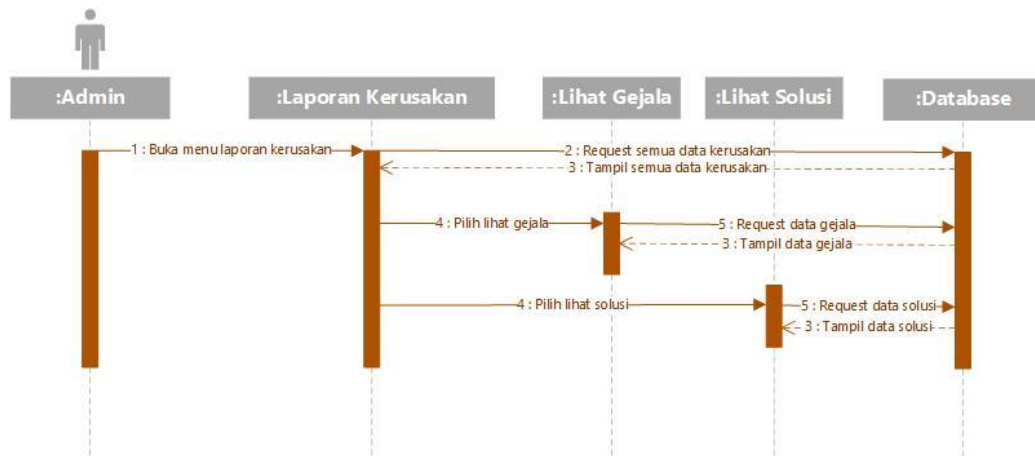 :Admin
:Laporan Kerusakan
:Lihat Gejala
:Lihat Solusi
:Database
1 : Buka menu laporan kerusakan
2 : Request semua data kerusakan
3 : Tampil semua data kerusakan
4 : Pilih lihat gejala
5 : Request data gejala
3 : Tampil data gejala
4 : Pilih lihat solusi
5 : Request data solusi
3 : Tampil data solusi